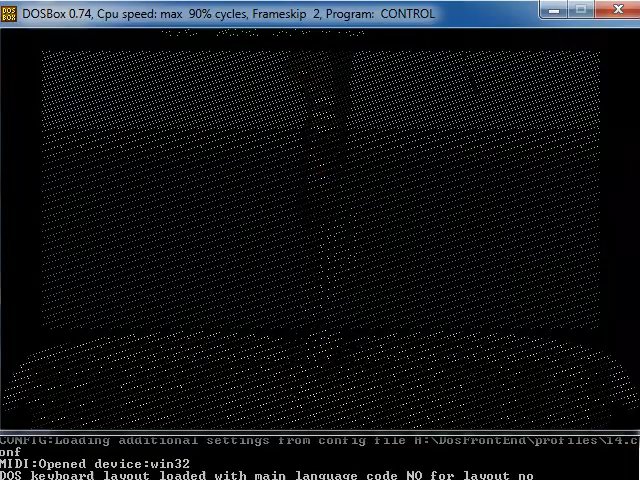 DOS
BOX
DOSBox 0.74, Cpu speed: max 90% cycles, Frameskip 2, Program: CONTROL
CONFIG:Loading additional settings from config file H:\DosFrontEnd\profiles\14.c
onf
MIDI:Opened device:win32
DOS keyboard layout loaded with main language code NO for layout no